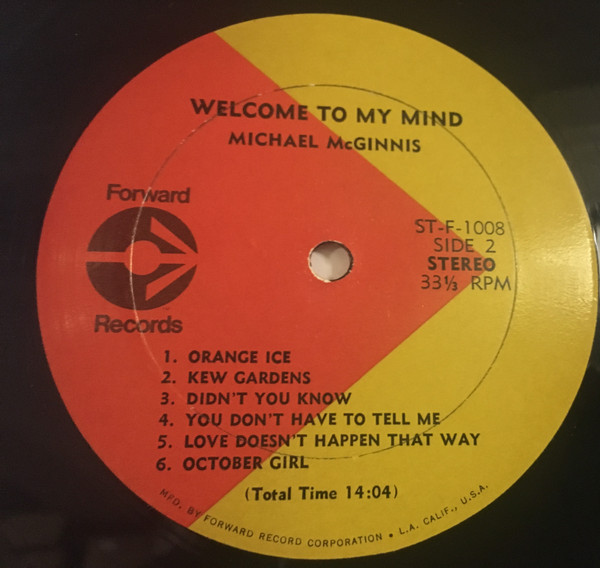 WELCOME TO MY MIND
MICHAEL McGINNIS
Forward
Records
ST-F-1008
SIDE 2
STEREO
33⅓ RPM
1. ORANGE ICE
2. KEW GARDENS
3. DIDN'T YOU KNOW
4. YOU DON'T HAVE TO TELL ME
5. LOVE DOESN'T HAPPEN THAT WAY
6. OCTOBER GIRL
(Total Time 14:04)
MFD. BY FORWARD RECORD CORPORATION • L.A. CALIF., U.S.A.